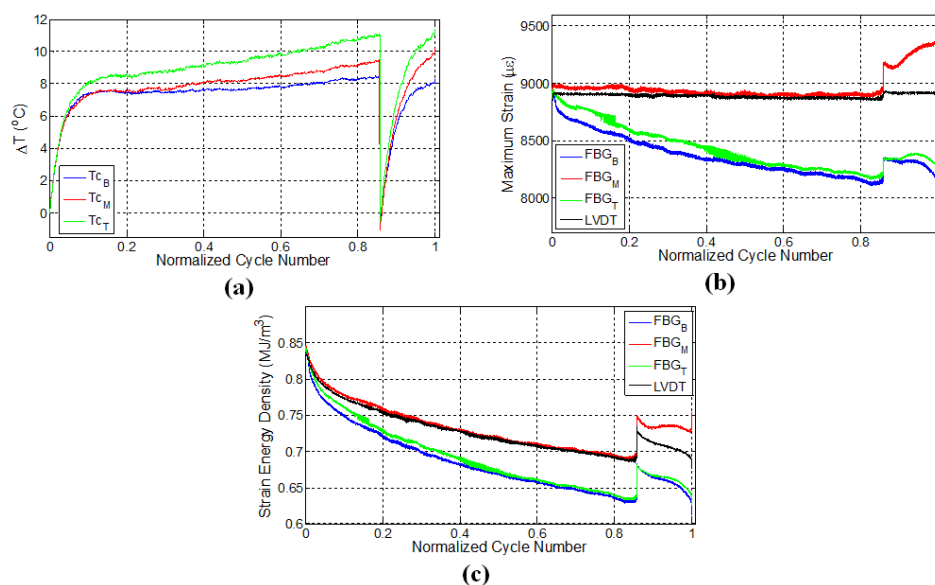 12
10
8
6
4
2
0
ΔT (°C)
Tc_B
Tc_M
Tc_T
0 0.2 0.4 0.6 0.8 1
Normalized Cycle Number
(a)
9500
9000
8500
8000
Maximum Strain (με)
FBG_B
FBG_M
FBG_T
LVDT
0 0.2 0.4 0.6 0.8
Normalized Cycle Number
(b)
0.85
0.8
0.75
0.7
0.65
0.6
Strain Energy Density (MJ/m³)
FBG_B
FBG_M
FBG_T
LVDT
0 0.2 0.4 0.6 0.8 1
Normalized Cycle Number
(c)